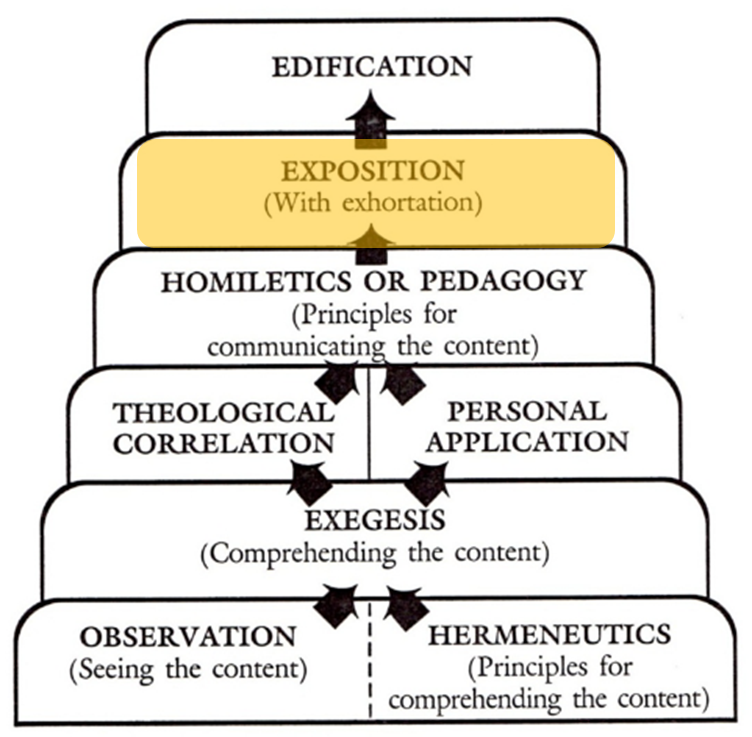 EDIFICATION
EXPOSITION
(With exhortation)
HOMILETICS OR PEDAGOGY
(Principles for
communicating the content)
THEOLOGICAL
CORRELATION
PERSONAL
APPLICATION
EXEGESIS
(Comprehending the content)
OBSERVATION
(Seeing the content)
HERMENEUTICS
(Principles for
comprehending the content)